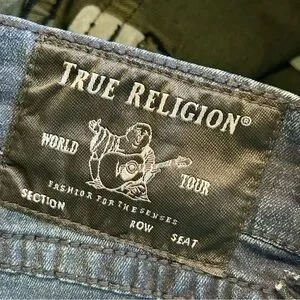 TRUE RELIGION®
WORLD TOUR
FASHION FOR THE SENSES
SECTION ROW SEAT